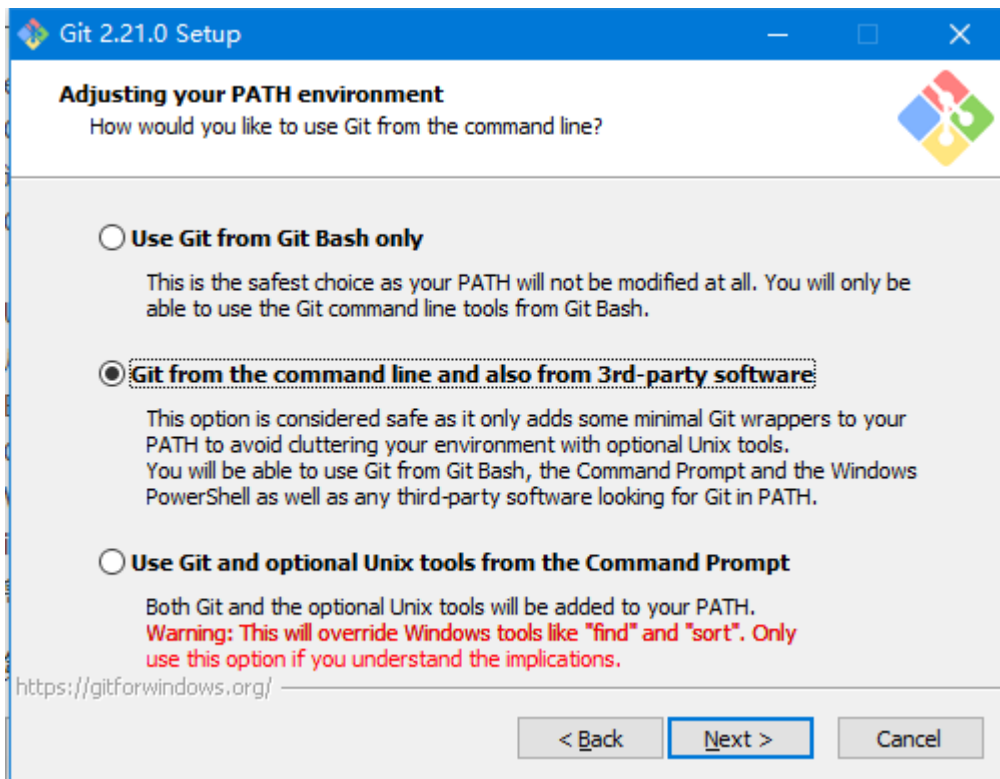 Git 2.21.0 Setup
Adjusting your PATH environment
How would you like to use Git from the command line?
Use Git from Git Bash only
This is the safest choice as your PATH will not be modified at all. You will only be
able to use the Git command line tools from Git Bash.
Git from the command line and also from 3rd-party software
This option is considered safe as it only adds some minimal Git wrappers to your
PATH to avoid cluttering your environment with optional Unix tools.
You will be able to use Git from Git Bash, the Command Prompt and the Windows
PowerShell as well as any third-party software looking for Git in PATH.
Use Git and optional Unix tools from the Command Prompt
Both Git and the optional Unix tools will be added to your PATH.
Warning: This will override Windows tools like "find" and "sort". Only
use this option if you understand the implications.
https://gitforwindows.org/
< Back
Next >
Cancel